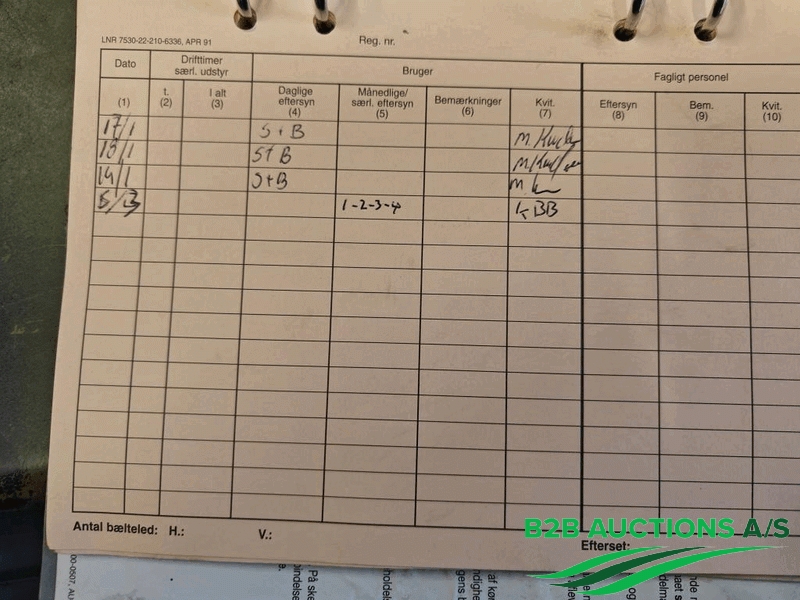 LNR 7530-22-210-6336, APR 91
Reg. nr.
Dato
Drifttimer særl. udstyr
Bruger
Fagligt personel
(1)
t. (2)
I alt (3)
Daglige eftersyn (4)
Månedlige/ særl. eftersyn (5)
Bemærkninger (6)
Kvit. (7)
Eftersyn (8)
Bem. (9)
Kvit. (10)
17/1 S+B
18/1 S+B
19/1 S+B
5/3 1-2-3-4 KBB
Antal bælteled: H.: V.:
Efterset:
B2B AUCTIONS A/S